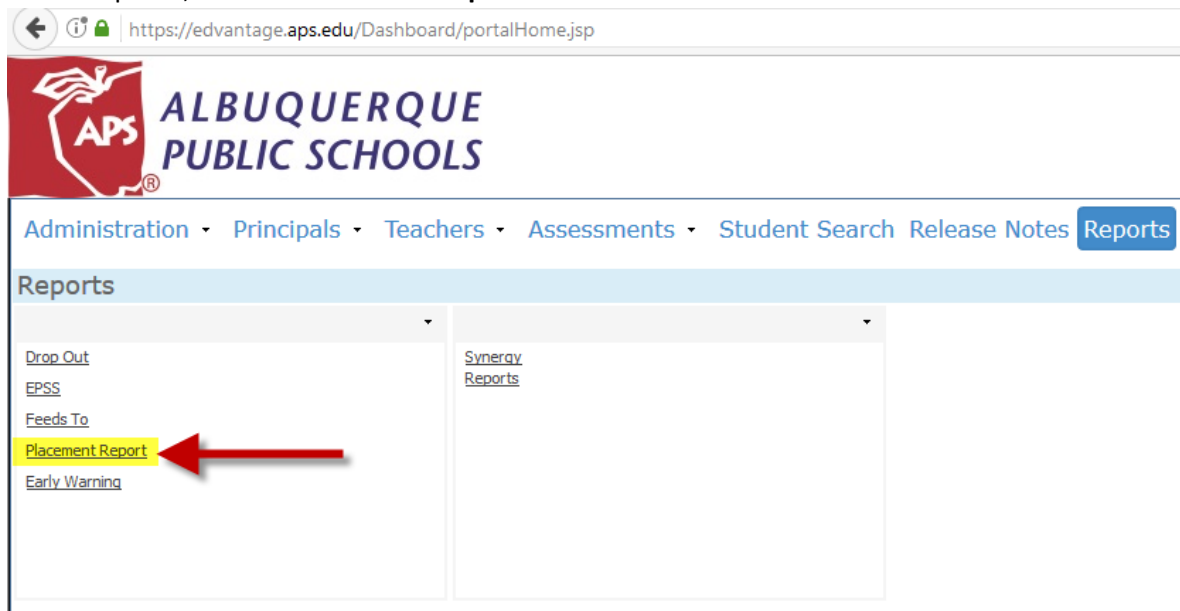 https://edvantage.aps.edu/Dashboard/portalHome.jsp
APS
ALBUQUERQUE
PUBLIC SCHOOLS
®
Administration Principals Teachers Assessments Student Search Release Notes Reports
Reports
Drop Out
EPSS
Feeds To
Placement Report
Early Warning
Synergy
Reports